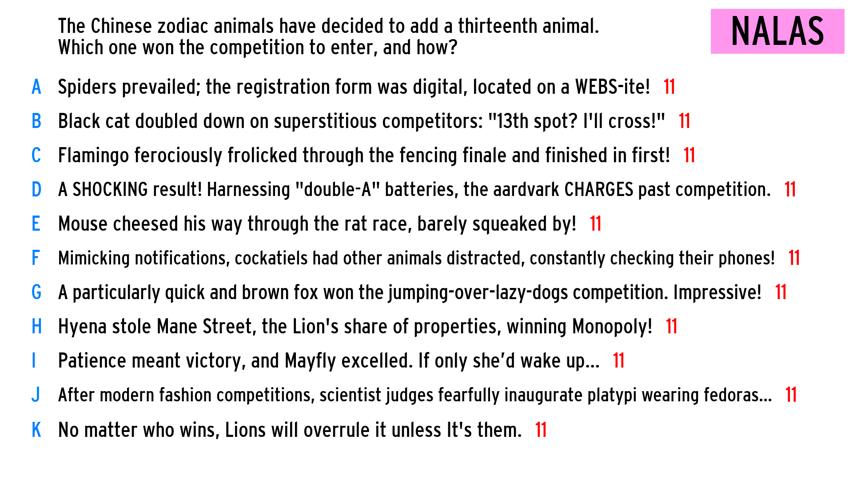 The Chinese zodiac animals have decided to add a thirteenth animal.
Which one won the competition to enter, and how?
NALAS
A Spiders prevailed; the registration form was digital, located on a WEBS-ite! 11
B Black cat doubled down on superstitious competitors: "13th spot? I'll cross!" 11
C Flamingo ferociously frolicked through the fencing finale and finished in first! 11
D A SHOCKING result! Harnessing "double-A" batteries, the aardvark CHARGES past competition. 11
E Mouse cheesed his way through the rat race, barely squeaked by! 11
F Mimicking notifications, cockatiels had other animals distracted, constantly checking their phones! 11
G A particularly quick and brown fox won the jumping-over-lazy-dogs competition. Impressive! 11
H Hyena stole Mane Street, the Lion's share of properties, winning Monopoly! 11
I Patience meant victory, and Mayfly excelled. If only she’d wake up... 11
J After modern fashion competitions, scientist judges fearfully inaugurate platypi wearing fedoras... 11
K No matter who wins, Lions will overrule it unless It's them. 11